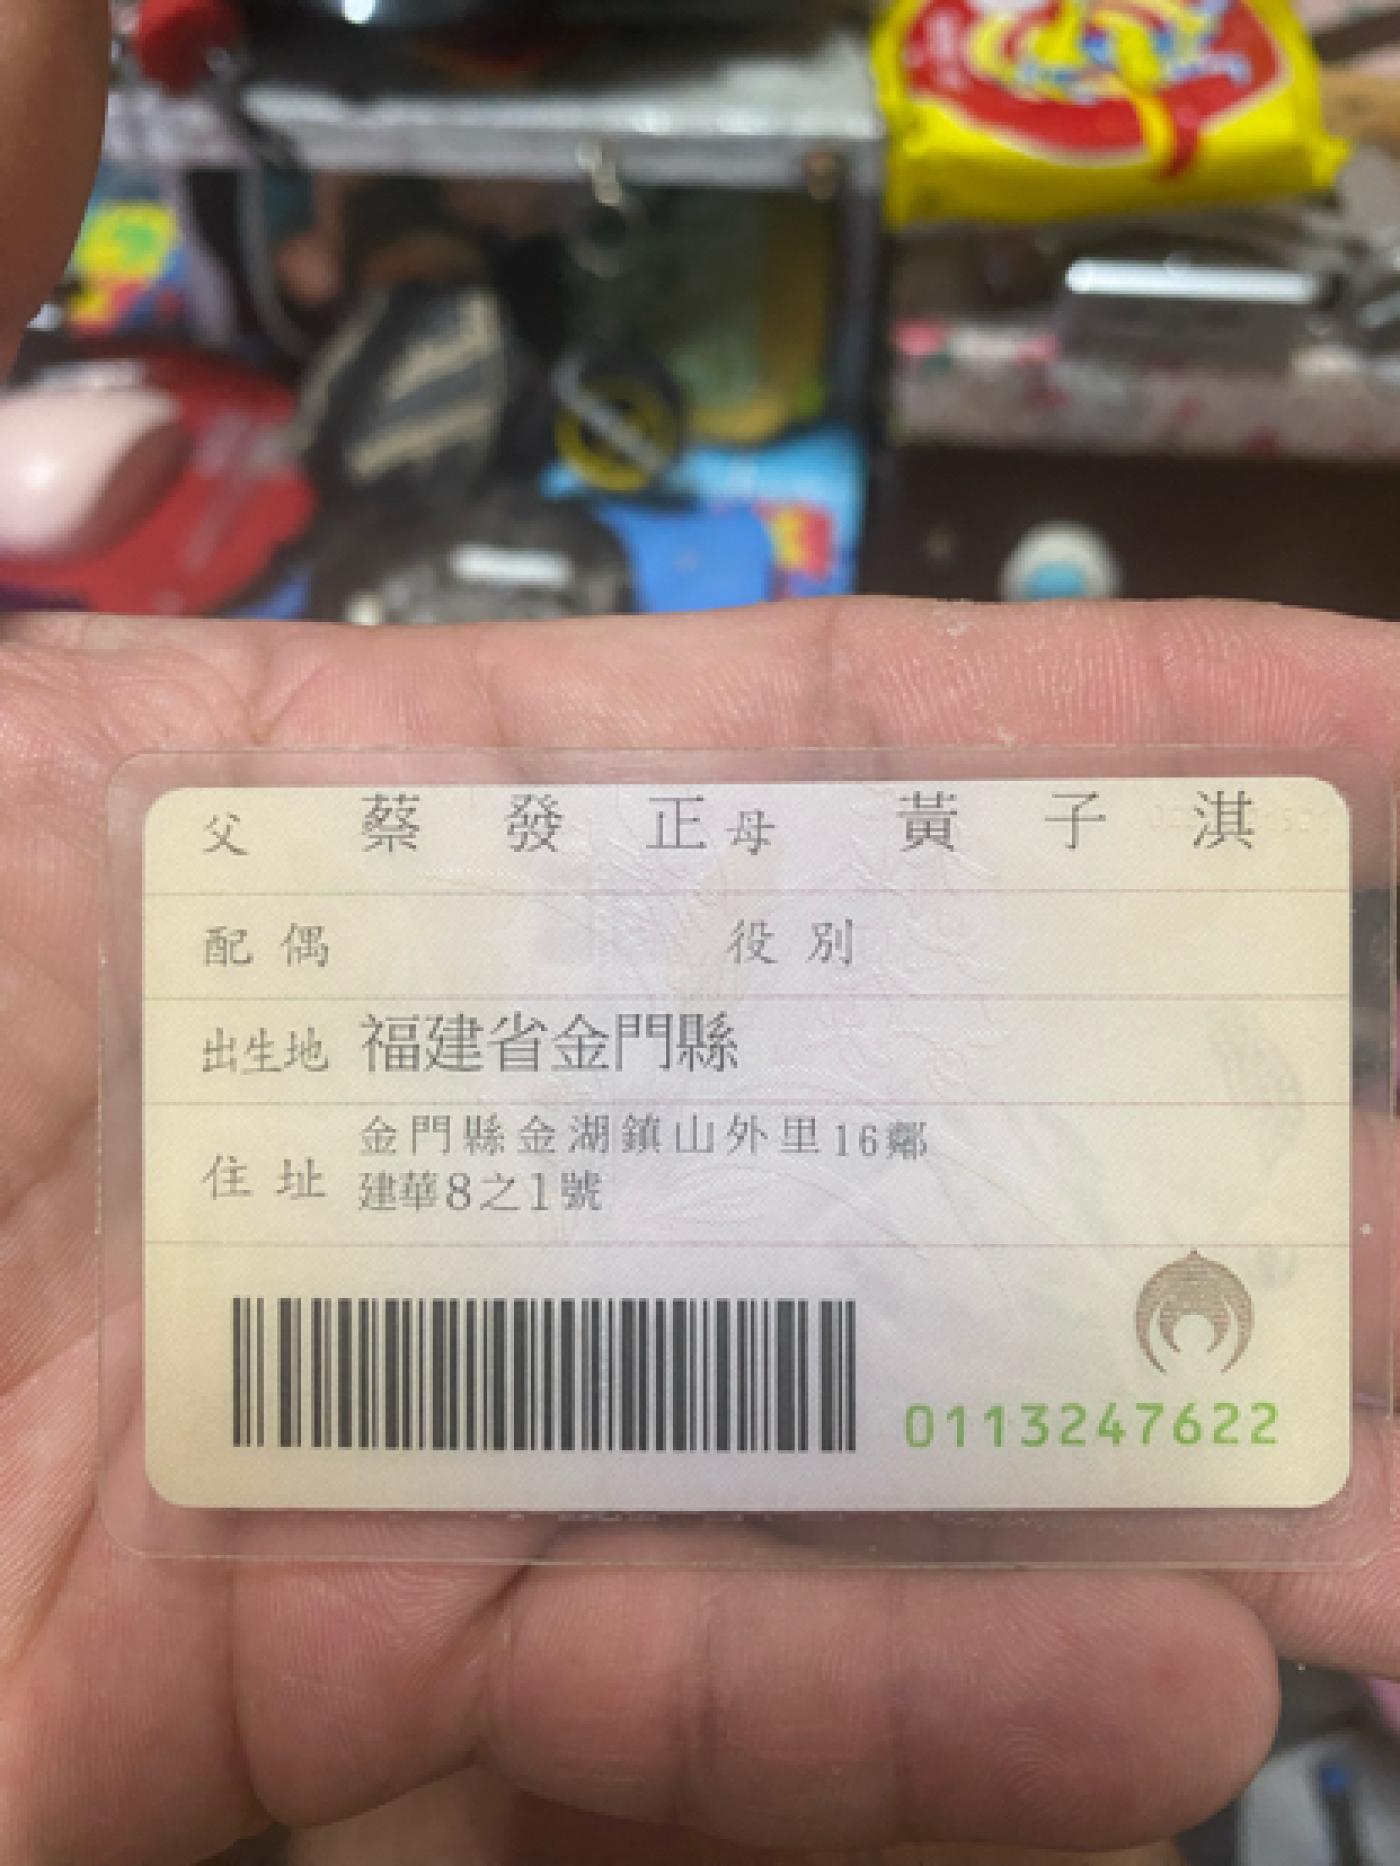 父 蔡發正 母 黃子淇
配偶 役別
出生地 福建省金門縣
住址 金門縣金湖鎮山外里16鄰
建華8之1號
0113247622